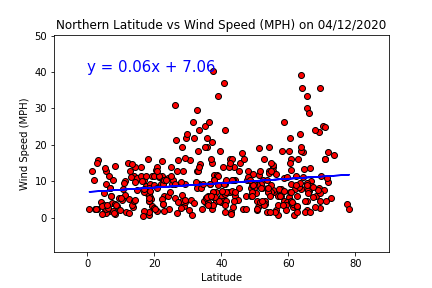 Northern Latitude vs Wind Speed (MPH) on 04/12/2020
50
40
30
20
10
0
Wind Speed (MPH)
y = 0.06x + 7.06
0 20 40 60 80
Latitude